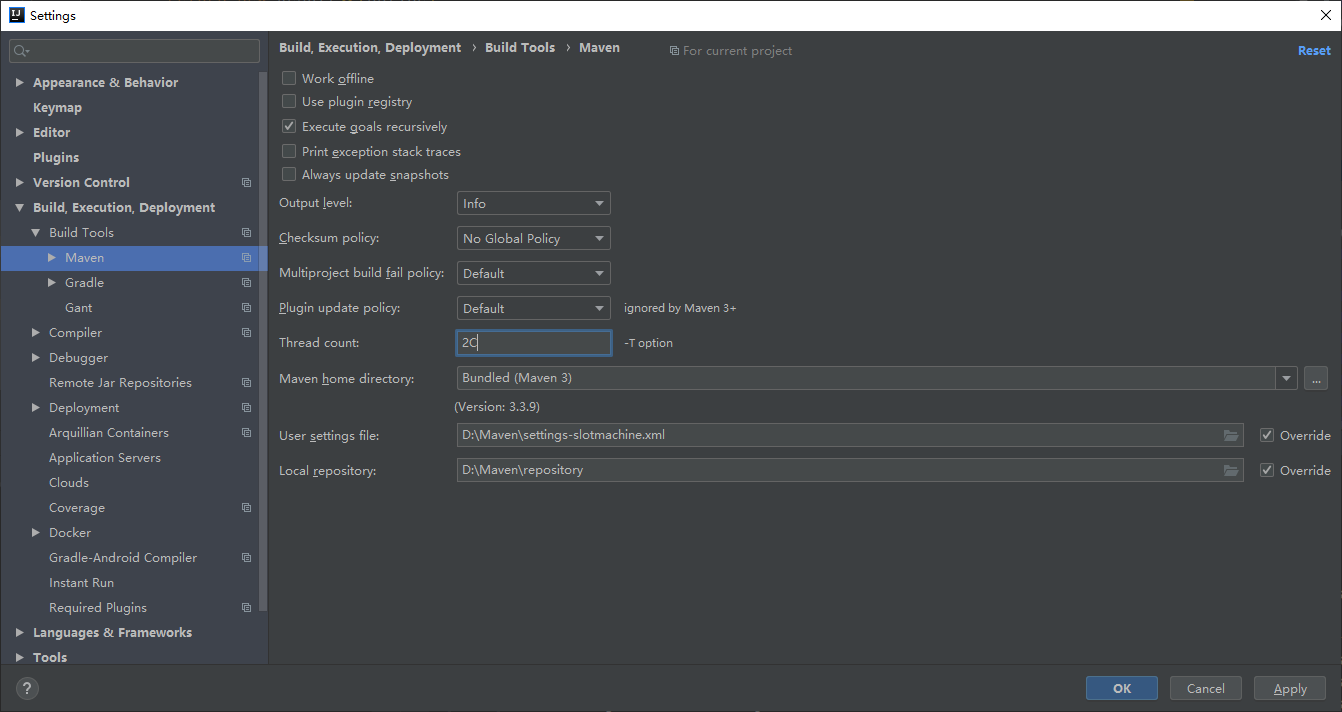 Settings
Build, Execution, Deployment › Build Tools › Maven For current project Reset
Appearance & Behavior
Keymap
Editor
Plugins
Version Control
Build, Execution, Deployment
Build Tools
Maven
Gradle
Gant
Compiler
Debugger
Remote Jar Repositories
Deployment
Arquillian Containers
Application Servers
Clouds
Coverage
Docker
Gradle-Android Compiler
Instant Run
Required Plugins
Languages & Frameworks
Tools
Work offline
Use plugin registry
Execute goals recursively
Print exception stack traces
Always update snapshots
Output level: Info
Checksum policy: No Global Policy
Multiproject build fail policy: Default
Plugin update policy: Default ignored by Maven 3+
Thread count: 2C -T option
Maven home directory: Bundled (Maven 3) ...
(Version: 3.3.9)
User settings file: D:\Maven\settings-slotmachine.xml Override
Local repository: D:\Maven\repository Override
? OK Cancel Apply